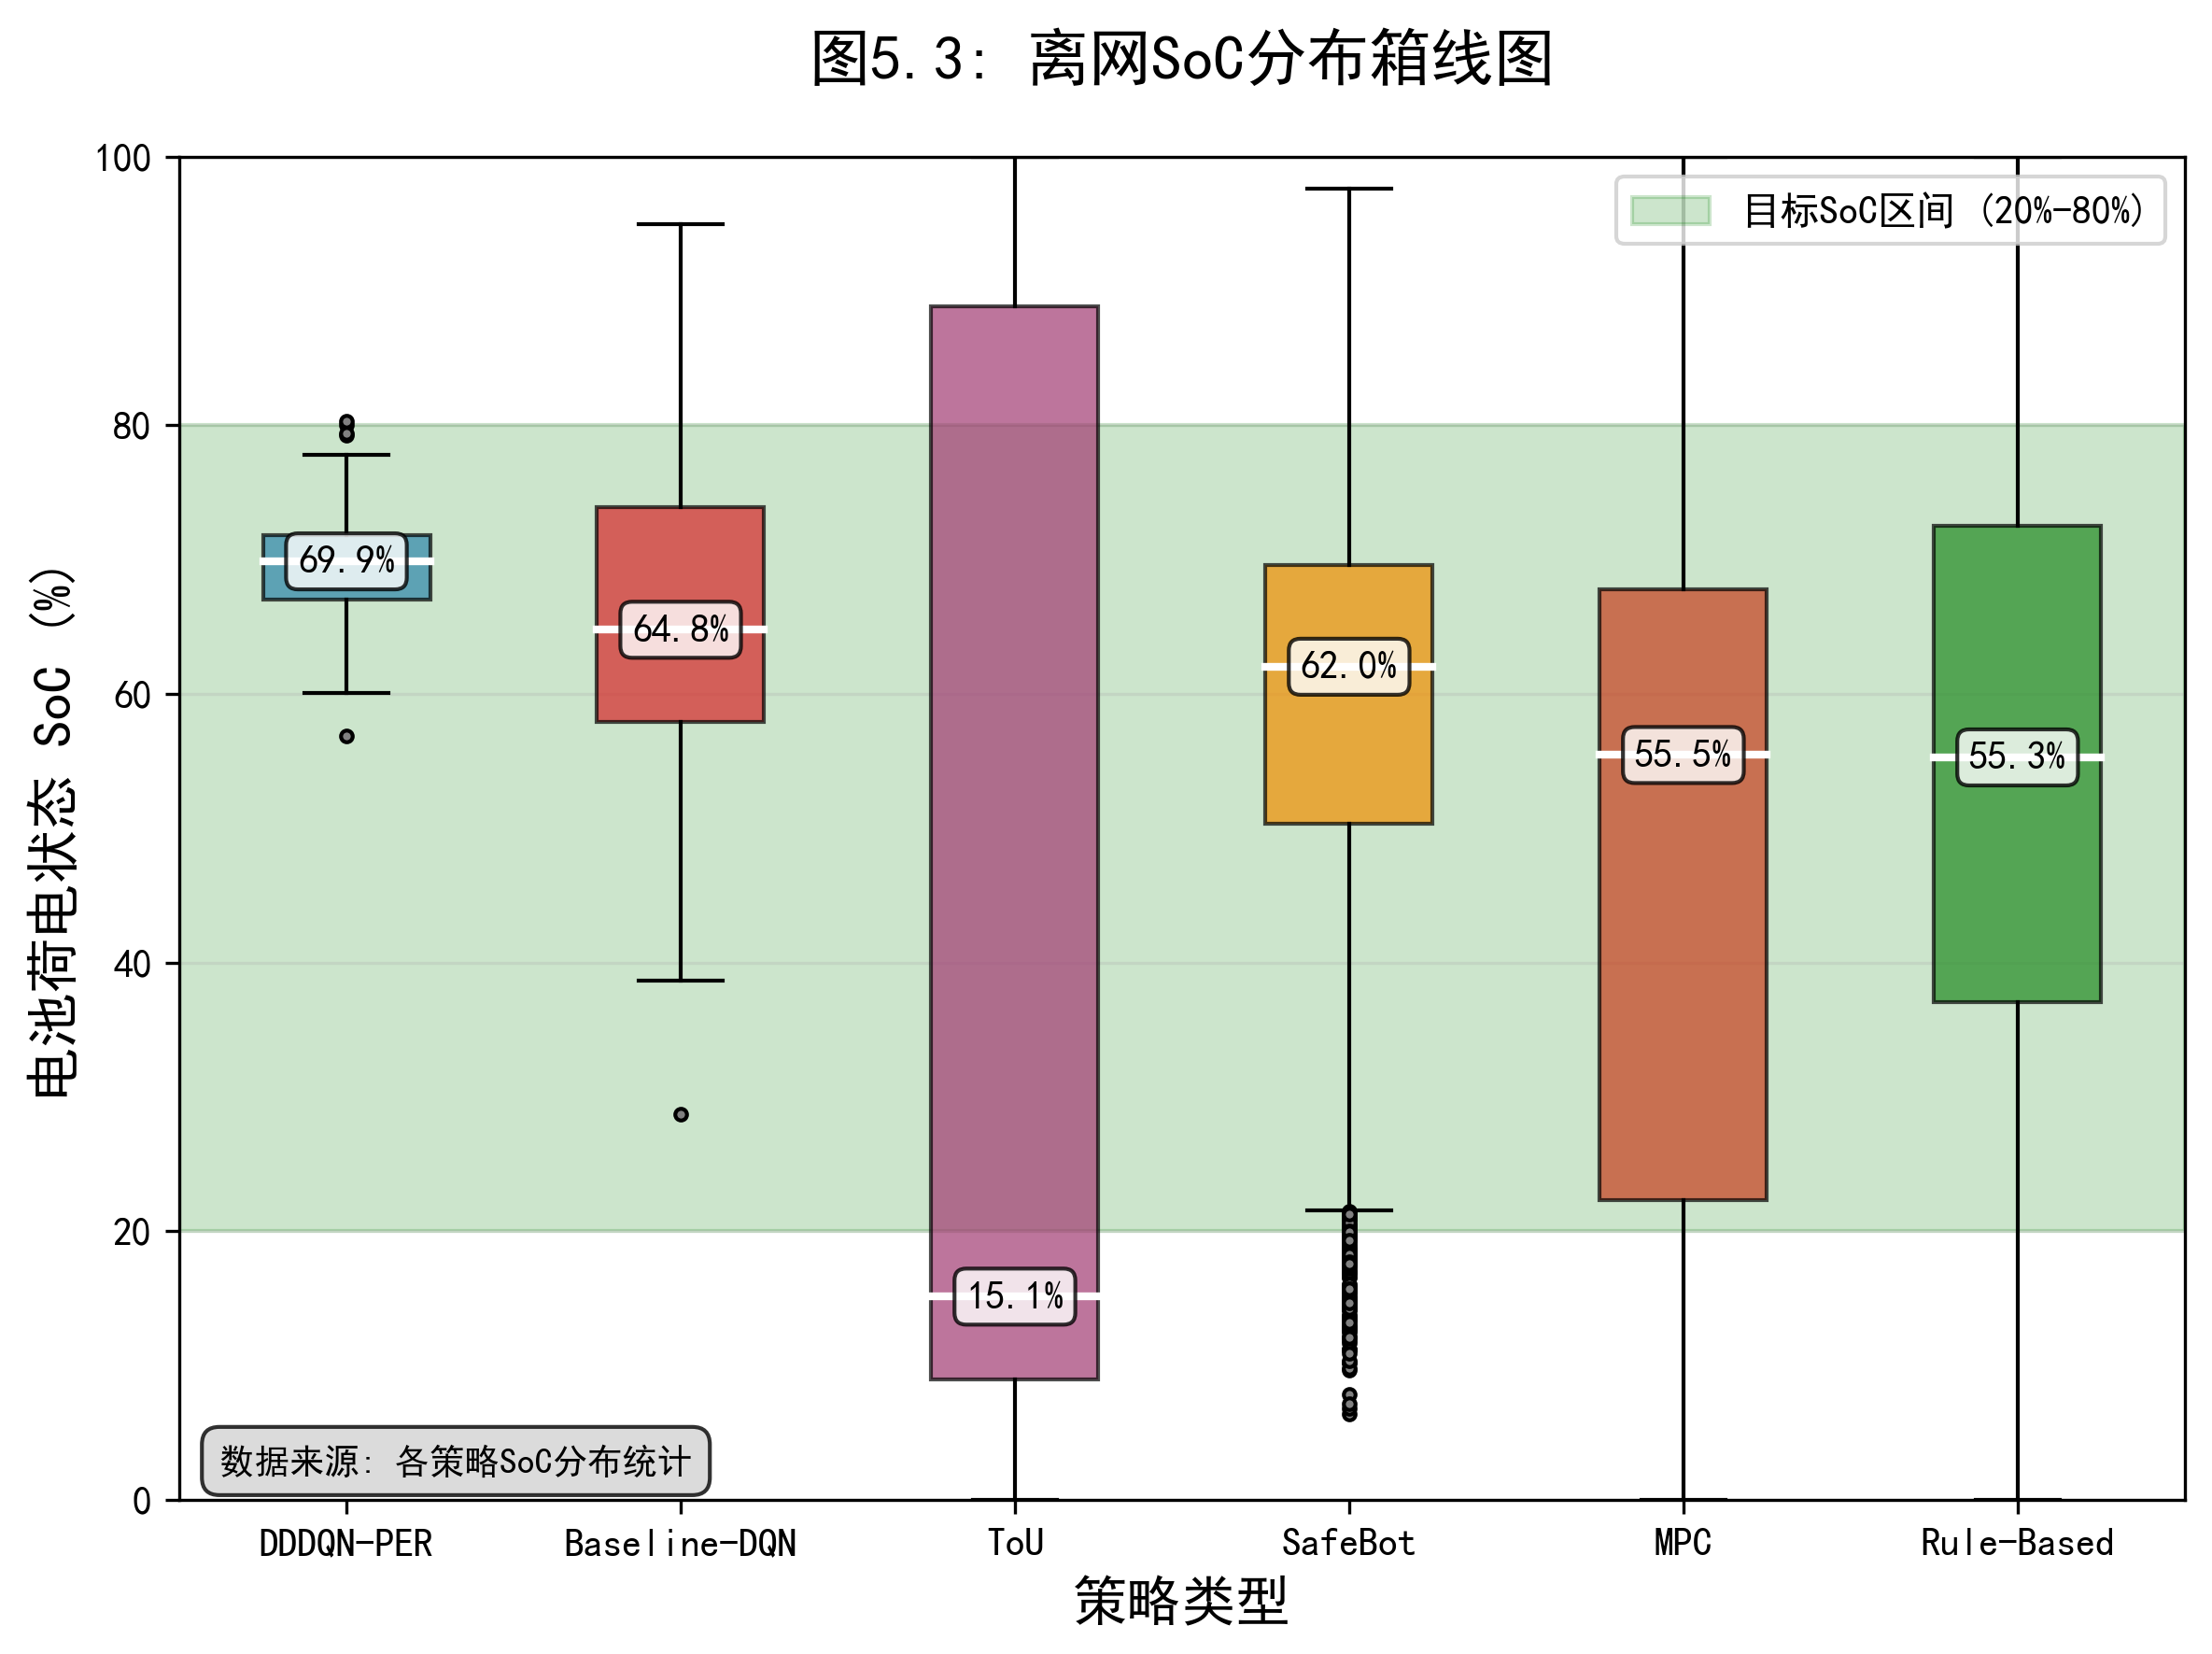 图5.3: 离网SoC分布箱线图
100
80
60
40
20
0
电池荷电状态 SoC (%)
目标SoC区间 (20%-80%)
69.9%
64.8%
15.1%
62.0%
55.5%
55.3%
数据来源: 各策略SoC分布统计
DDDQN-PER
Baseline-DQN
ToU
SafeBot
MPC
Rule-Based
策略类型